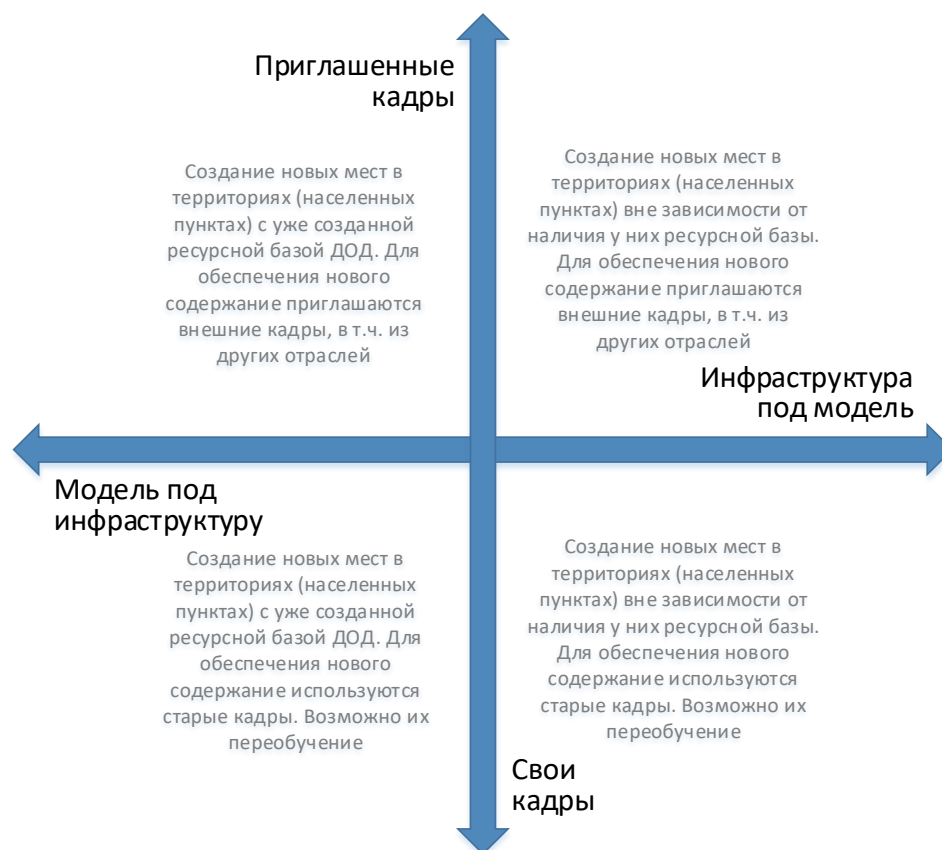 Приглашенные
кадры
Создание новых мест в
территориях (населенных
пунктах) с уже созданной
ресурсной базой ДОД. Для
обеспечения нового
содержание приглашаются
внешние кадры, в т.ч. из
других отраслей
Создание новых мест в
территориях (населенных
пунктах) вне зависимости от
наличия у них ресурсной базы.
Для обеспечения нового
содержание приглашаются
внешние кадры, в т.ч. из
других отраслей
Инфраструктура
под модель
Модель под
инфраструктуру
Создание новых мест в
территориях (населенных
пунктах) с уже созданной
ресурсной базой ДОД. Для
обеспечения нового
содержание используются
старые кадры. Возможно их
переобучение
Создание новых мест в
территориях (населенных
пунктах) вне зависимости от
наличия у них ресурсной базы.
Для обеспечения нового
содержание используются
старые кадры. Возможно их
переобучение
Свои
кадры